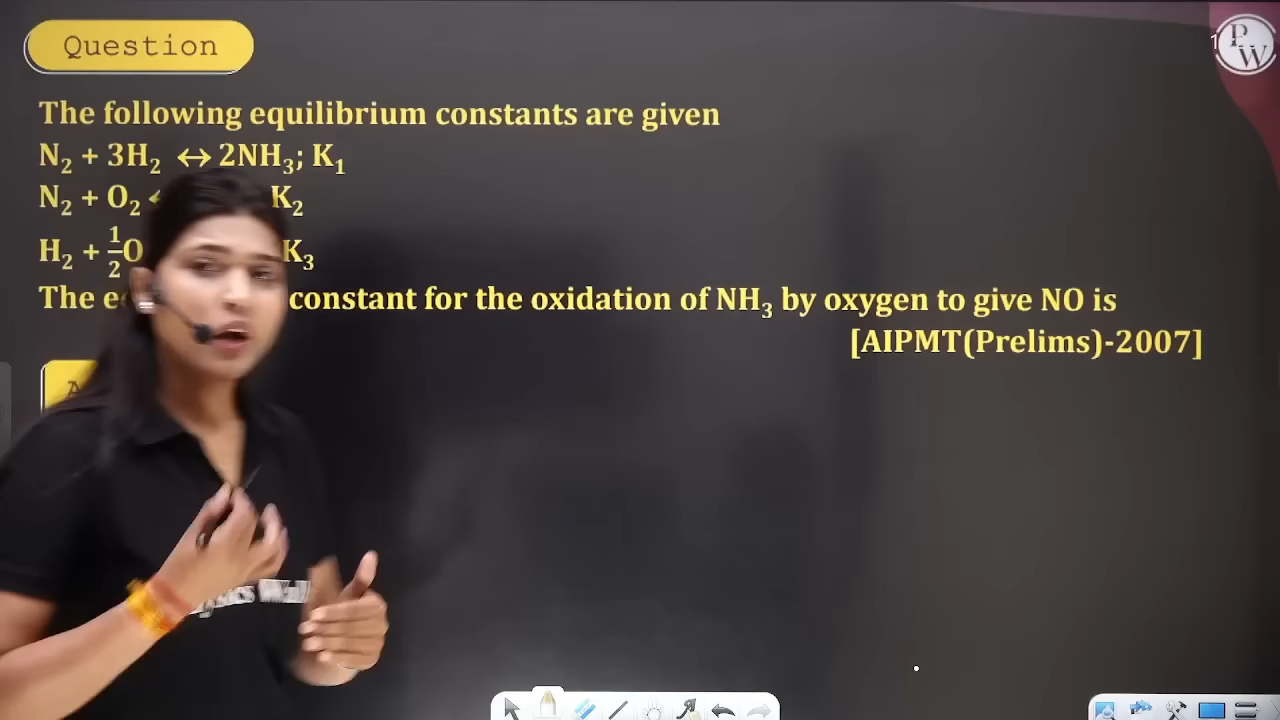 Question
PW
The following equilibrium constants are given
N₂ + 3H₂ ↔ 2NH₃; K₁
N₂ + O₂ K₂
H₂ + 1/2 O K₃
The constant for the oxidation of NH₃ by oxygen to give NO is
[AIPMT(Prelims)-2007]